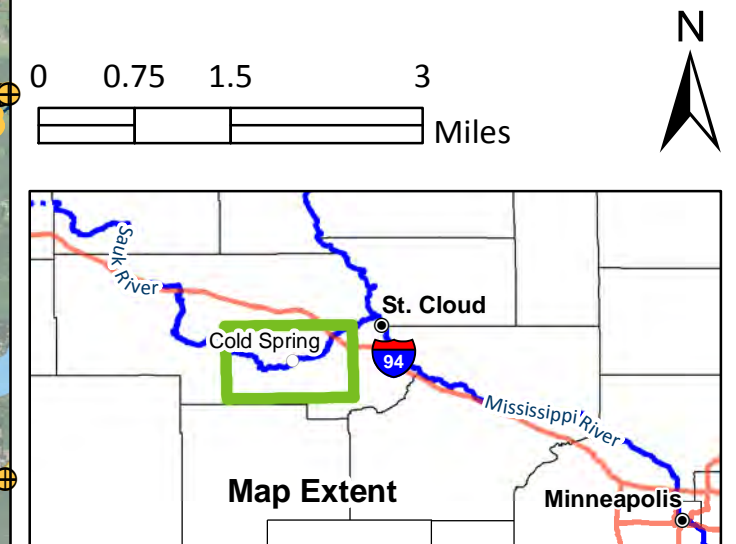 N
0 0.75 1.5 3
Miles
Sauk River
St. Cloud
Cold Spring
94
Mississippi River
Map Extent
Minneapolis